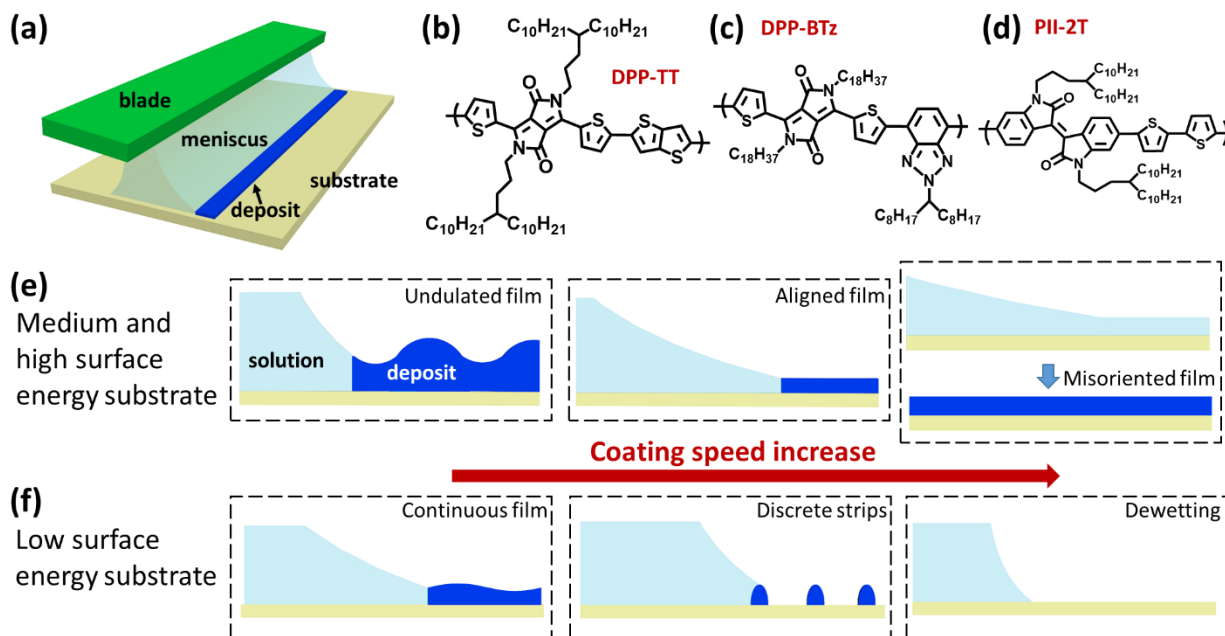 (a)
blade
meniscus
deposit
substrate
(b)
DPP-TT
C₁₀H₂₁
C₁₀H₂₁
O
N
S
S
S
N
O
S
C₁₀H₂₁
C₁₀H₂₁
(c)
DPP-BTz
C₁₈H₃₇
O
N
S
S
N
O
C₁₈H₃₇
N
N
N
C₈H₁₇
C₈H₁₇
(d)
PII-2T
C₁₀H₂₁
C₁₀H₂₁
N
O
S
S
O
N
C₁₀H₂₁
C₁₀H₂₁
(e)
Medium and
high surface
energy substrate
Undulated film
solution
deposit
Aligned film
Misoriented film
Coating speed increase
(f)
Low surface
energy substrate
Continuous film
Discrete strips
Dewetting